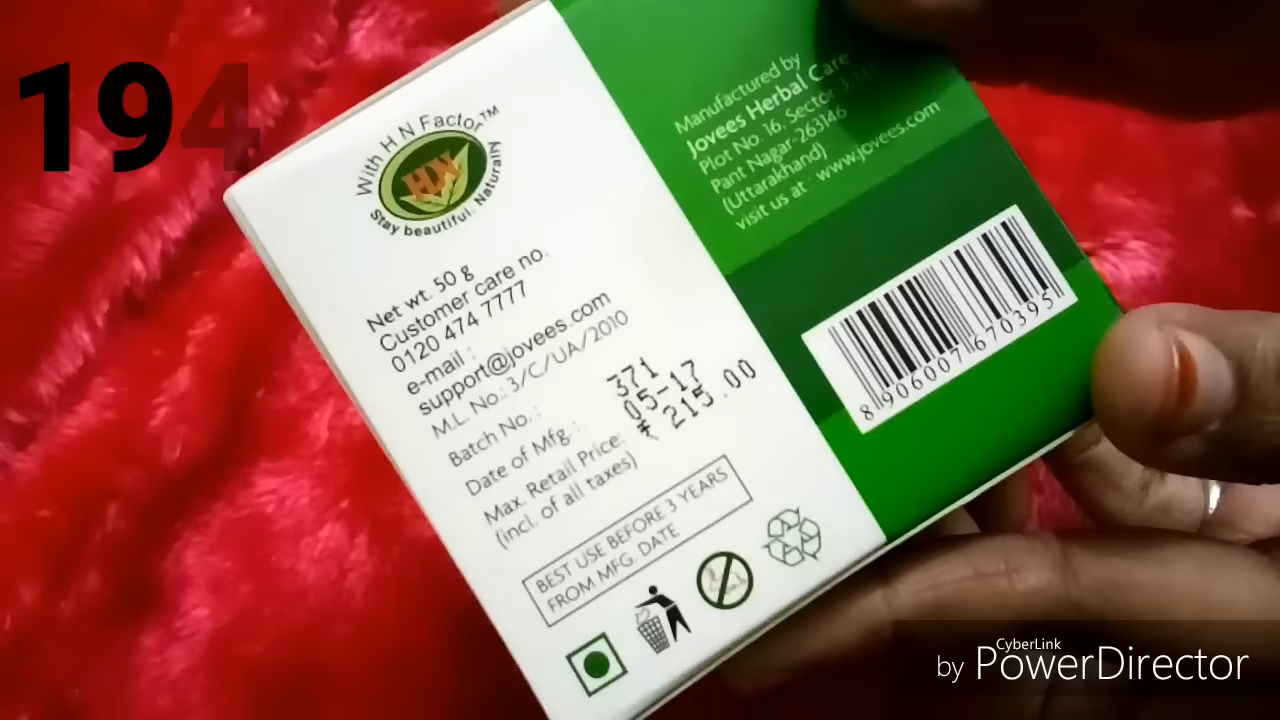 194
With H N Factor™
HN
Stay beautiful. Naturally
Net wt. 50 g
Customer care no.
0120 474 7777
e-mail :
support@jovees.com
M.L. No.: 3/C/UA/2010
Batch No. : 371
Date of Mfg. : 05-17
Max. Retail Price: ₹ 215.00
(incl. of all taxes)
BEST USE BEFORE 3 YEARS
FROM MFG. DATE
Manufactured by
Jovees Herbal Care
Plot No. 16, Sector 3
Pant Nagar-263146
(Uttarakhand)
visit us at : www.jovees.com
8906007670395
by CyberLink
PowerDirector